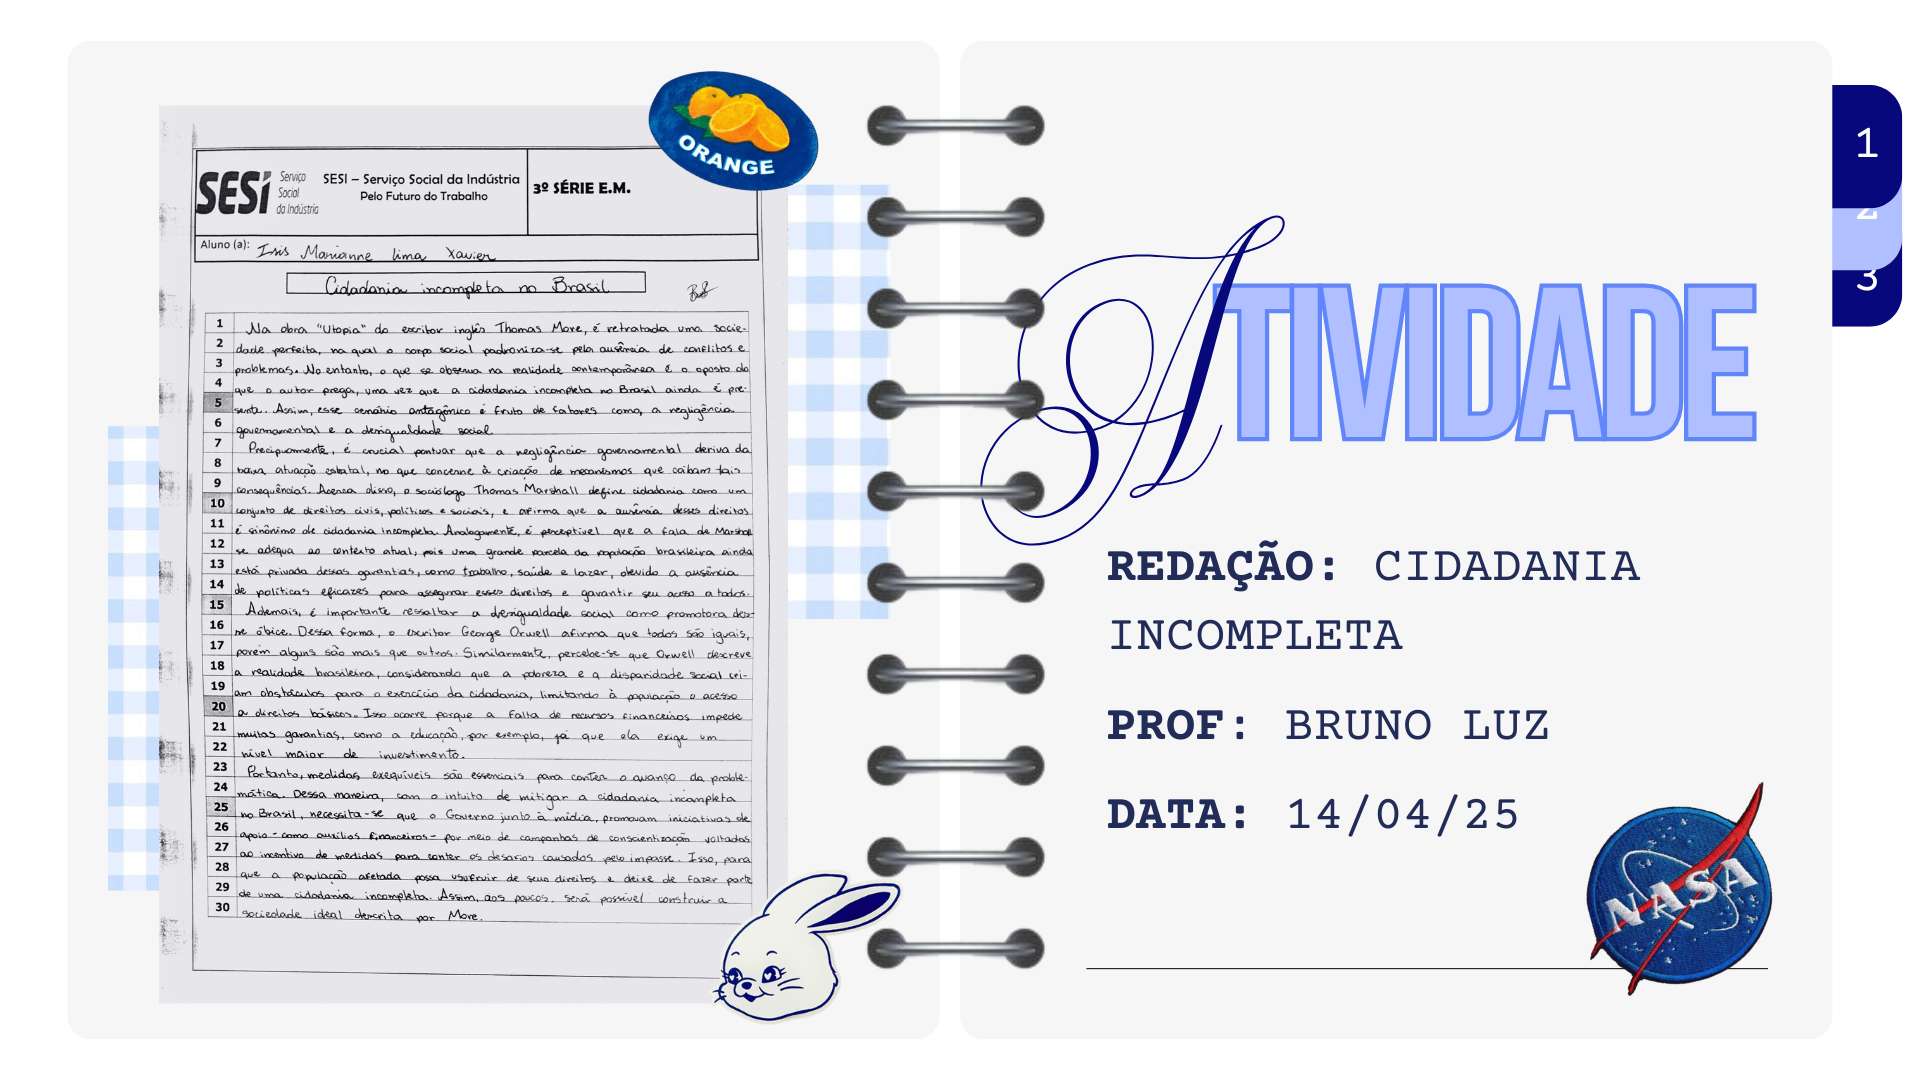 ORANGE
SESI Serviço Social da Indústria
SESI – Serviço Social da Indústria
Pelo Futuro do Trabalho
3º SÉRIE E.M.
Aluno (a): Isis Marianne Lima Xavier
Cidadania incompleta no Brasil
1 Na obra "Utopia" do escritor inglês Thomas More, é retratada uma socie-
2 dade perfeita, na qual o corpo social padroniza-se pela ausência de conflitos e
3 problemas. No entanto, o que se observa na realidade contemporânea é o oposto do
4 que o autor prega, uma vez que a cidadania incompleta no Brasil ainda é pre-
5 sente. Assim, esse cenário antagônico é fruto de fatores como, a negligência
6 governamental e a desigualdade social.
7 Precipuamente, é crucial pontuar que a negligência governamental deriva da
8 baixa atuação estatal, no que concerne à criação de mecanismos que coibam tais
9 consequências. Acerca disso, o sociólogo Thomas Marshall define cidadania como um
10 conjunto de direitos civis, políticos e sociais, e afirma que a ausência desses direitos
11 é sinônimo de cidadania incompleta. Analogamente, é perceptível que a fala de Marshall
12 se adequa ao contexto atual, pois uma grande parcela da população brasileira ainda
13 está privada dessas garantias, como trabalho, saúde e lazer, devido a ausência
14 de políticas eficazes para assegurar esses direitos e garantir seu acesso a todos.
15 Ademais, é importante ressaltar a desigualdade social como promotora des-
16 se óbice. Dessa forma, o escritor George Orwell afirma que todos são iguais,
17 porém alguns são mais que outros. Similarmente, percebe-se que Orwell descreve
18 a realidade brasileira, considerando que a pobreza e a disparidade social cri-
19 am obstáculos para o exercício da cidadania, limitando à população o acesso
20 a direitos básicos. Isso ocorre porque a falta de recursos financeiros impede
21 muitas garantias, como a educação, por exemplo, já que ela exige um
22 nível maior de investimento.
23 Portanto, medidas exequíveis são essenciais para conter o avanço da proble-
24 mática. Dessa maneira, com o intuito de mitigar a cidadania incompleta
25 no Brasil, necessita-se que o Governo junto à mídia, promovam iniciativas de
26 apoio - como auxílios financeiros - por meio de campanhas de conscientização voltadas
27 ao incentivo de medidas para conter os desafios causados pelo impasse. Isso, para
28 que a população afetada possa usufruir de seus direitos e deixe de fazer parte
29 de uma cidadania incompleta. Assim, aos poucos, será possível construir a
30 sociedade ideal descrita por More.
ATIVIDADE
REDAÇÃO: CIDADANIA
INCOMPLETA
PROF: BRUNO LUZ
DATA: 14/04/25
NASA
1
2
3